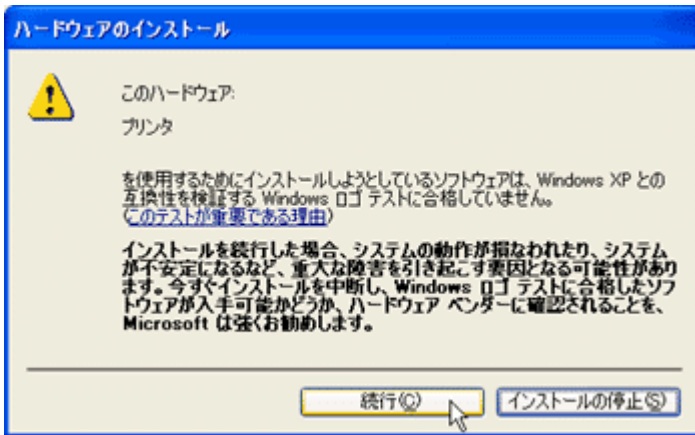 ハードウェアのインストール
このハードウェア:
プリンタ
を使用するためにインストールしようとしているソフトウェアは、Windows XP との
互換性を検証する Windows ロゴ テストに合格していません。
(このテストが重要である理由)
インストールを続行した場合、システムの動作が損なわれたり、システム
が不安定になるなど、重大な障害を引き起こす要因となる可能性があり
ます。今すぐインストールを中断し、Windows ロゴ テストに合格したソフ
トウェアが入手可能かどうか、ハードウェア ベンダーに確認されることを、
Microsoft は強くお勧めします。
続行(C)
インストールの停止(S)